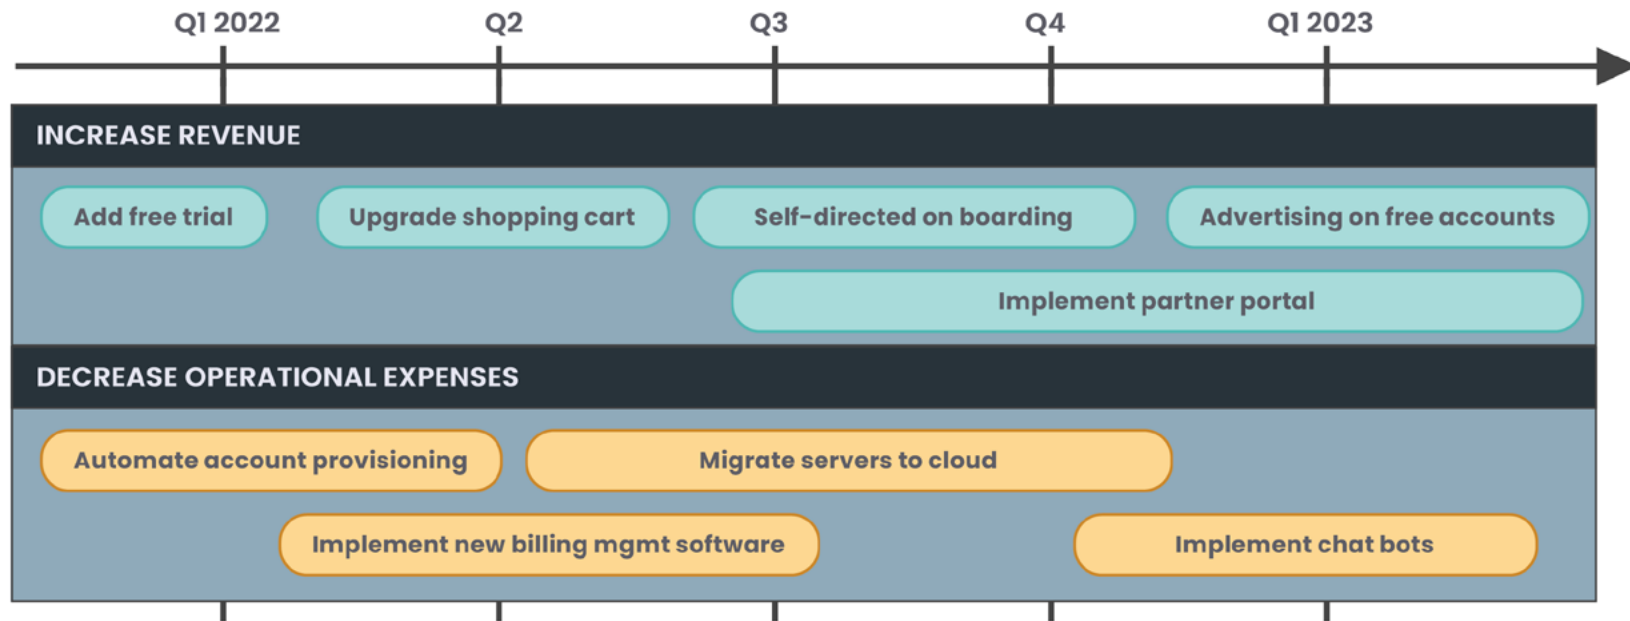 Q1 2022 Q2 Q3 Q4 Q1 2023
INCREASE REVENUE
Add free trial Upgrade shopping cart Self-directed on boarding Advertising on free accounts
Implement partner portal
DECREASE OPERATIONAL EXPENSES
Automate account provisioning Migrate servers to cloud
Implement new billing mgmt software Implement chat bots